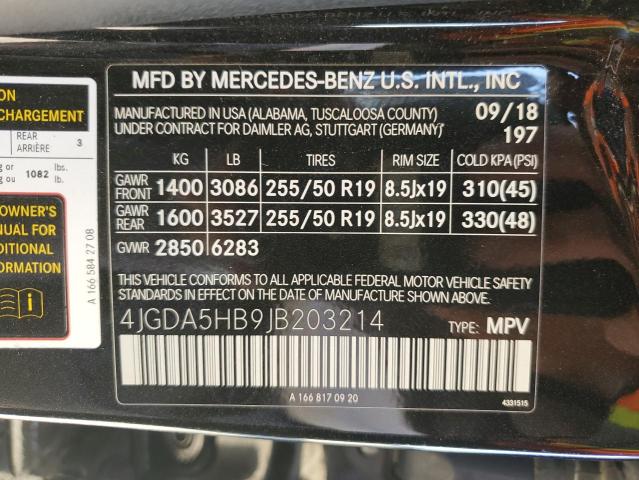 ON
CHARGEMENT
REAR
ARRIÈRE 3
g or 1082 lbs.
g ou lb.
OWNER'S
NUAL FOR
DITIONAL
ORMATION
i
A 166 584 27 08
MFD BY MERCEDES-BENZ U.S. INTL., INC
MANUFACTURED IN USA (ALABAMA, TUSCALOOSA COUNTY) 09/18
UNDER CONTRACT FOR DAIMLER AG, STUTTGART (GERMANY) 197
KG LB TIRES RIM SIZE COLD KPA (PSI)
GAWR
FRONT 1400 3086 255/50 R19 8.5Jx19 310(45)
GAWR
REAR 1600 3527 255/50 R19 8.5Jx19 330(48)
GVWR 2850 6283
THIS VEHICLE CONFORMS TO ALL APPLICABLE FEDERAL MOTOR VEHICLE SAFETY
STANDARDS IN EFFECT ON THE DATE OF MANUFACTURE SHOWN ABOVE.
4JGDA5HB9JB203214 TYPE: MPV
A 166 817 09 20
4331515